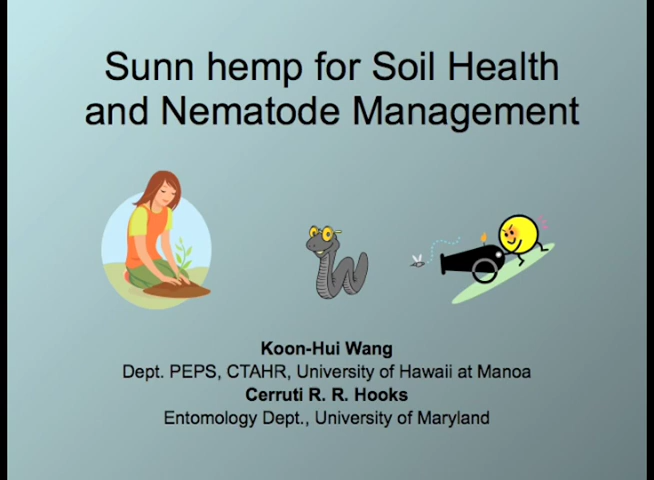 Sunn hemp for Soil Health
and Nematode Management
Koon-Hui Wang
Dept. PEPS, CTAHR, University of Hawaii at Manoa
Cerruti R. R. Hooks
Entomology Dept., University of Maryland